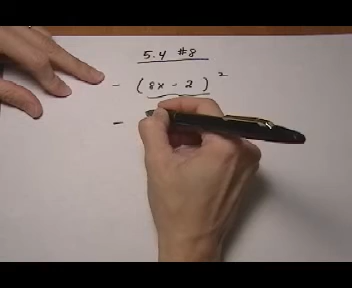 5.4 #8
- (8x - 2)²
-